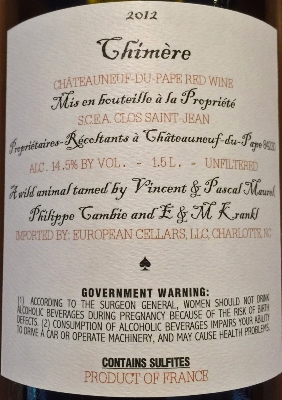 2012
Chimère
CHÂTEAUNEUF-DU-PAPE RED WINE
Mis en bouteille à la Propriété
S.C.E.A. CLOS SAINT-JEAN
Propriétaires-Récoltants à Châteauneuf-du-Pape 84230
ALC. 14.5% BY VOL. - 1.5 L. - UNFILTERED
A wild animal tamed by Vincent & Pascal Maurel,
Philippe Cambie and E & M Krankl
IMPORTED BY: EUROPEAN CELLARS, LLC, CHARLOTTE, NC
GOVERNMENT WARNING:
(1) ACCORDING TO THE SURGEON GENERAL, WOMEN SHOULD NOT DRINK
ALCOHOLIC BEVERAGES DURING PREGNANCY BECAUSE OF THE RISK OF BIRTH
DEFECTS. (2) CONSUMPTION OF ALCOHOLIC BEVERAGES IMPAIRS YOUR ABILITY
TO DRIVE A CAR OR OPERATE MACHINERY, AND MAY CAUSE HEALTH PROBLEMS.
CONTAINS SULFITES
PRODUCT OF FRANCE